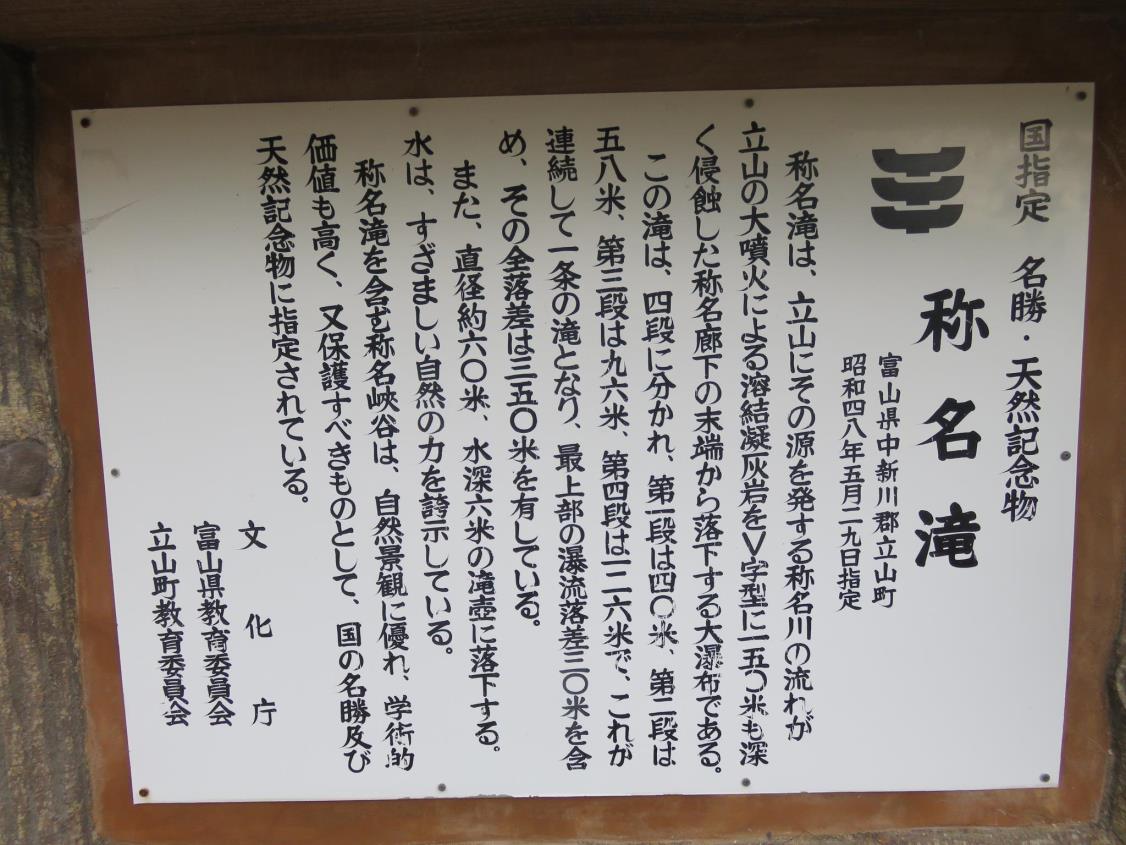 国指定 名勝・天然記念物
称名滝
富山県中新川郡立山町
昭和四八年五月二九日指定
称名滝は、立山にその源を発する称名川の流れが
立山の大噴火による溶結凝灰岩をV字型に一五〇米も深
く侵蝕した称名廊下の末端から落下する大瀑布である。
この滝は、四段に分かれ、第一段は四〇米、第二段は
五八米、第三段は九六米、第四段は一二六米で、これが
連続して一条の滝となり、最上部の瀑流落差三〇米を含
め、その全落差は三五〇米を有している。
また、直径約六〇米、水深六米の滝壺に落下する。
水は、すざましい自然の力を誇示している。
称名滝を含む称名峡谷は、自然景観に優れ、学術的
価値も高く、又保護すべきものとして、国の名勝及び
天然記念物に指定されている。
文化庁
富山県教育委員会
立山町教育委員会